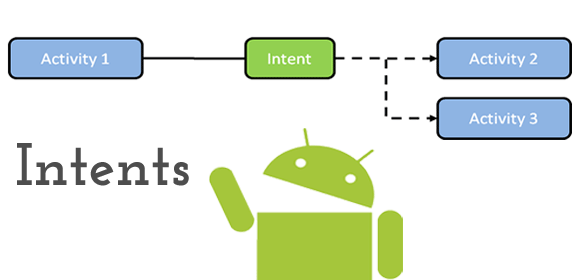 Activity 1
Intent
Activity 2
Activity 3
Intents